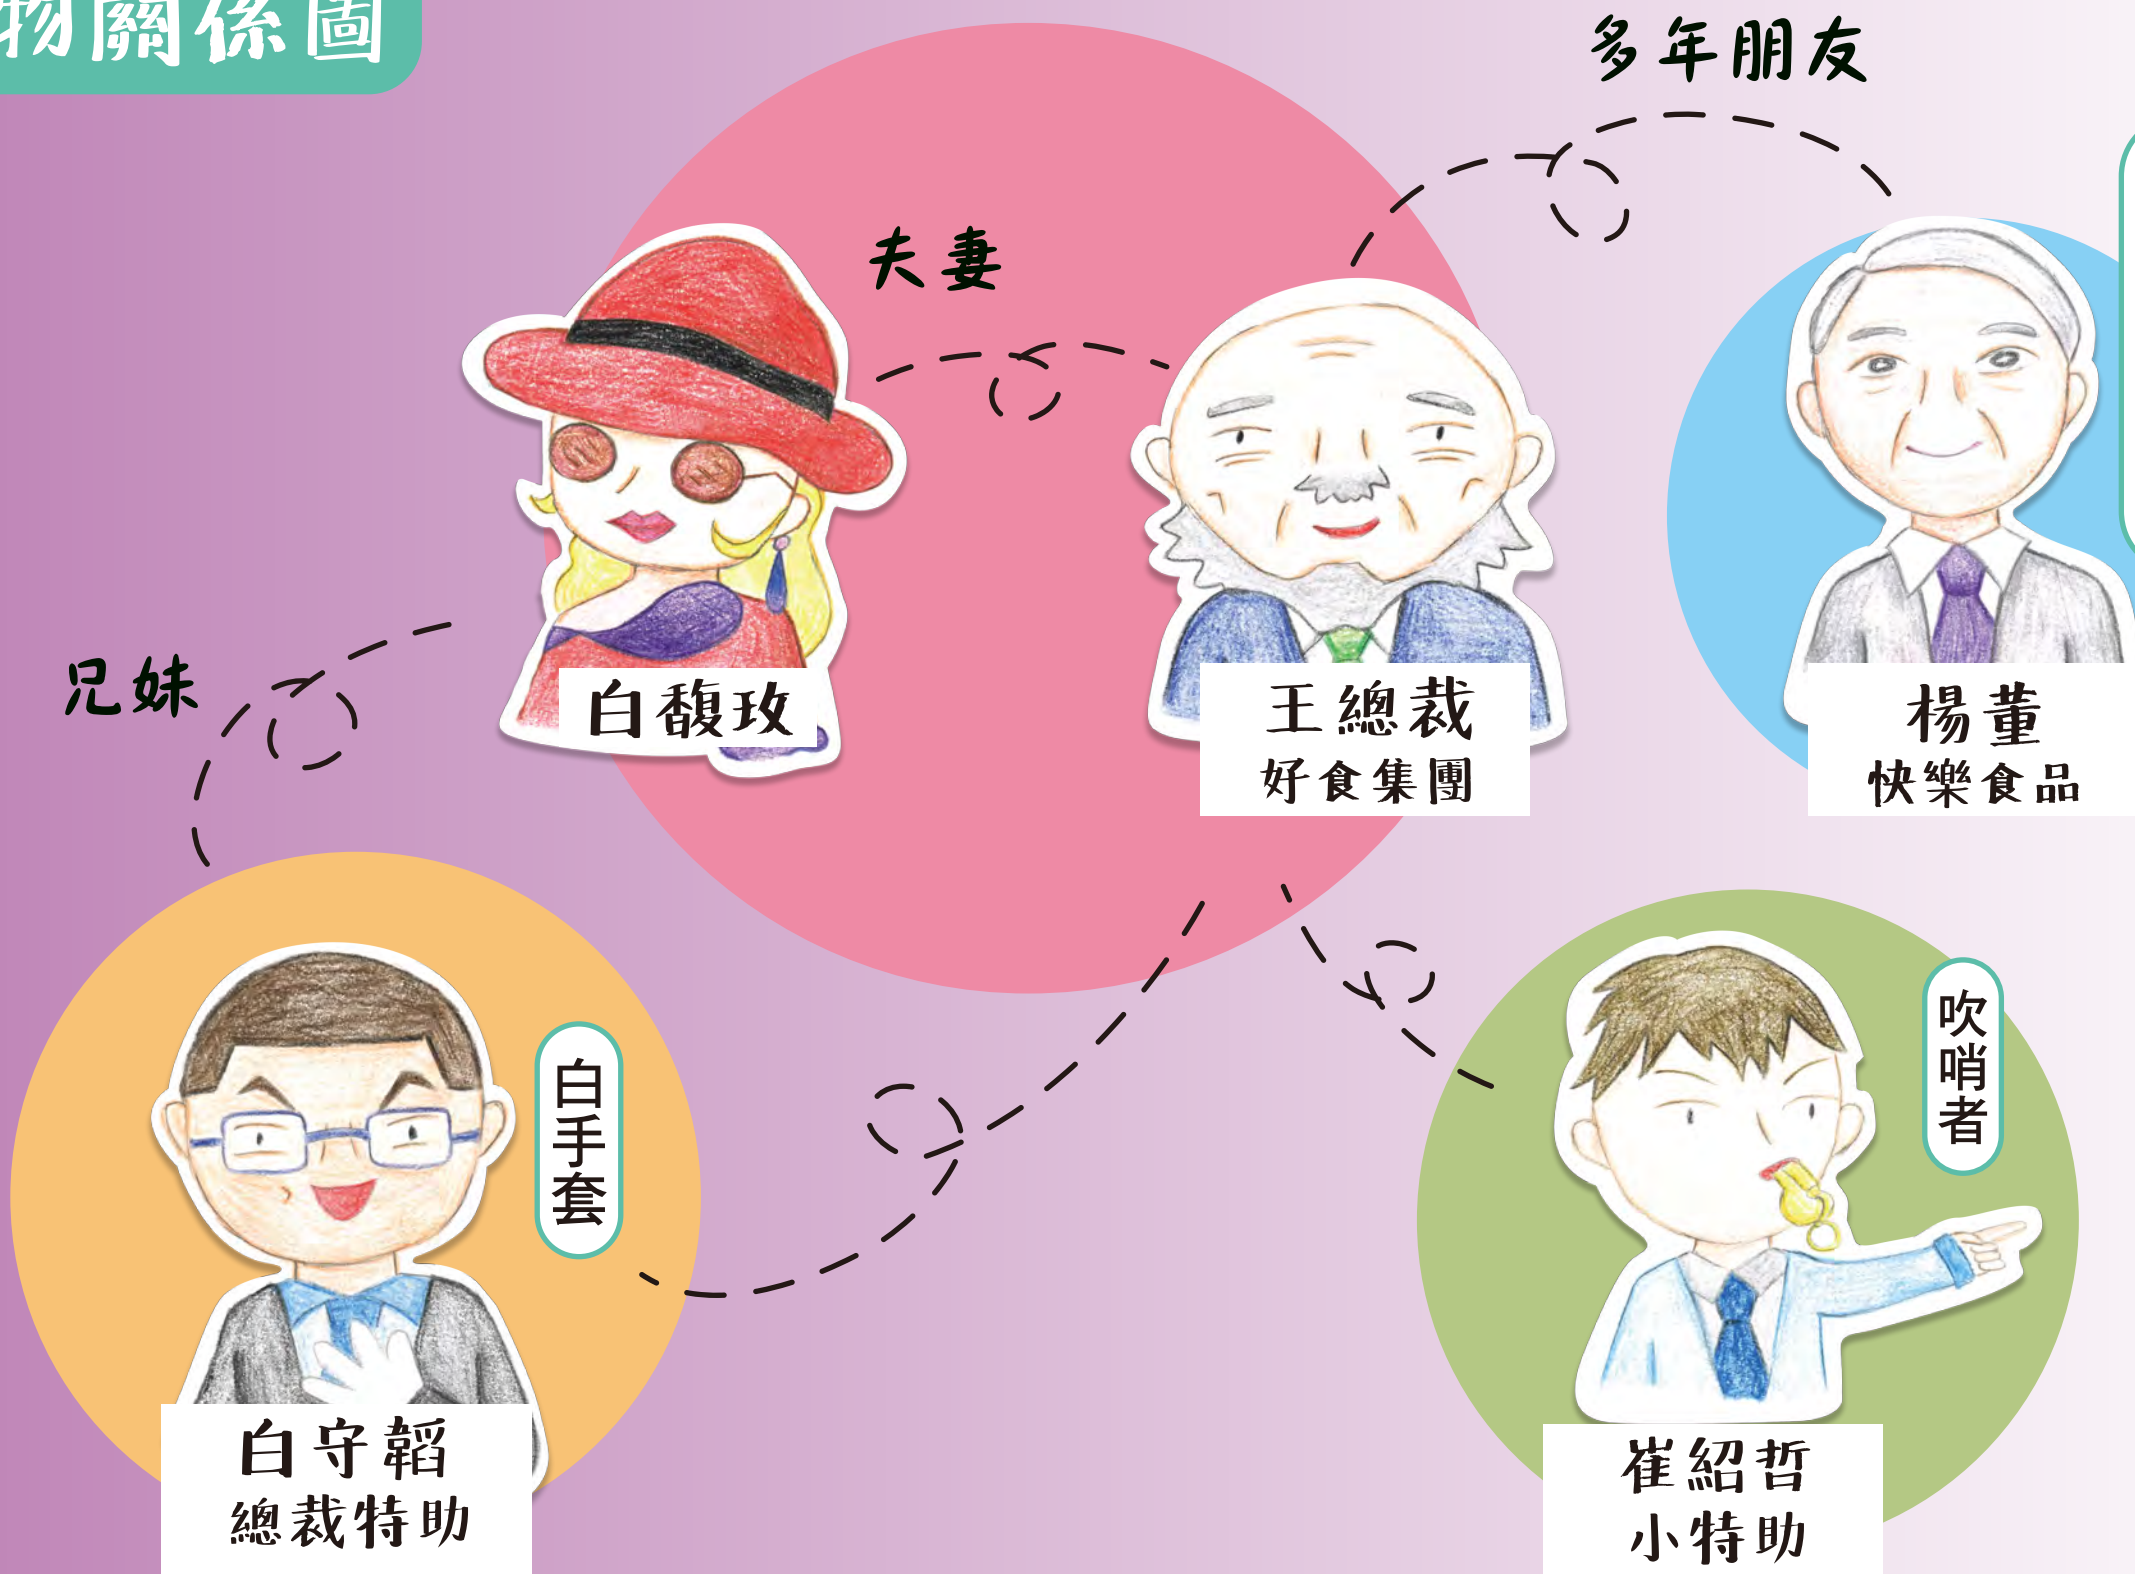 物關係圖
多年朋友
夫妻
兄妹
白馥玫
王總裁
好食集團
楊董
快樂食品
白手套
吹哨者
白守韜
總裁特助
崔紹哲
小特助